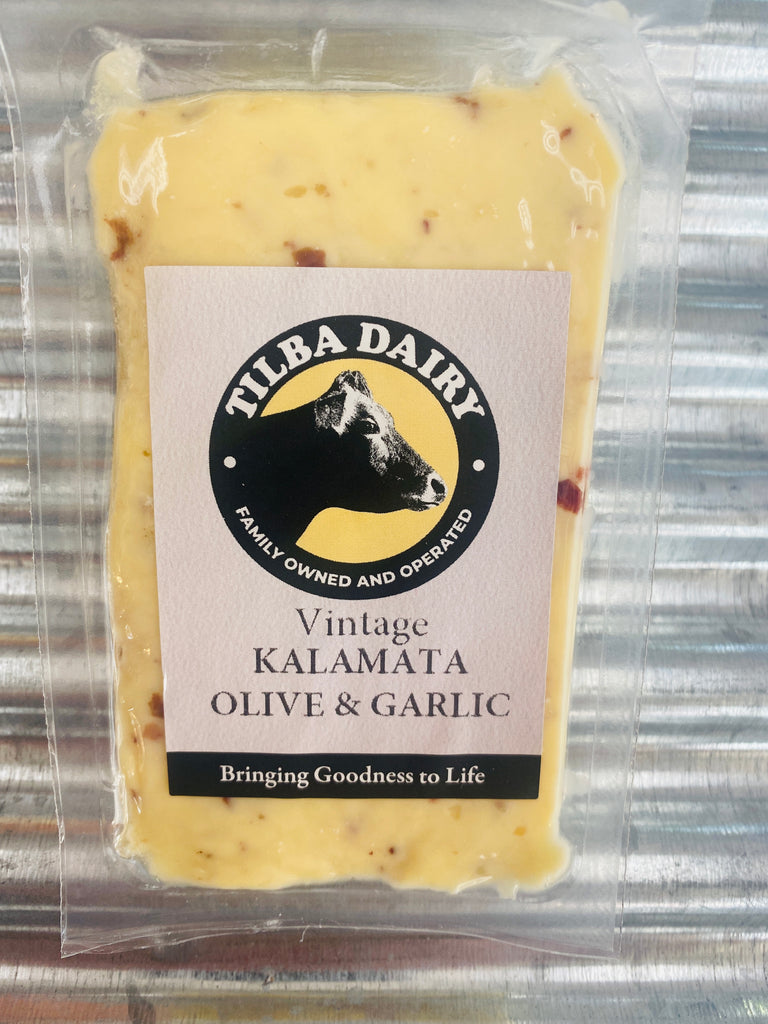 TILBA DAIRY
FAMILY OWNED AND OPERATED
Vintage
KALAMATA
OLIVE & GARLIC
Bringing Goodness to Life